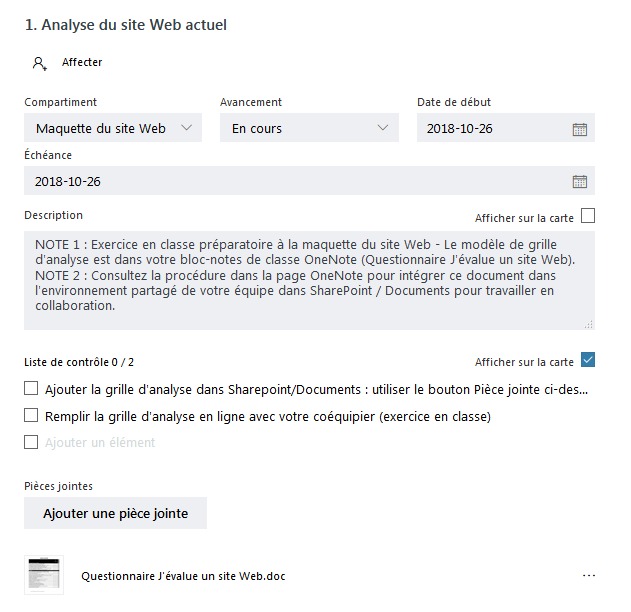 1. Analyse du site Web actuel
Affecter
Compartiment
Avancement
Date de début
Maquette du site Web
En cours
2018-10-26
Échéance
2018-10-26
Description
Afficher sur la carte
NOTE 1 : Exercice en classe préparatoire à la maquette du site Web - Le modèle de grille
d'analyse est dans votre bloc-notes de classe OneNote (Questionnaire J'évalue un site Web).
NOTE 2 : Consultez la procédure dans la page OneNote pour intégrer ce document dans
l'environnement partagé de votre équipe dans SharePoint / Documents pour travailler en
collaboration.
Liste de contrôle 0 / 2
Afficher sur la carte
Ajouter la grille d'analyse dans Sharepoint/Documents : utiliser le bouton Pièce jointe ci-des...
Remplir la grille d'analyse en ligne avec votre coéquipier (exercice en classe)
Ajouter un élément
Pièces jointes
Ajouter une pièce jointe
Questionnaire J'évalue un site Web.doc